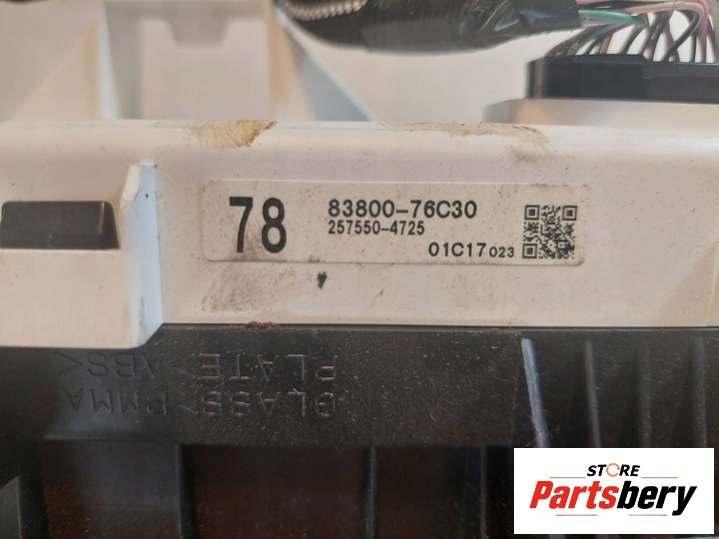 78
83800-76C30
257550-4725
01C17 023
GLASS>PMMA
PLATE>ABS<
STORE
Partsbery